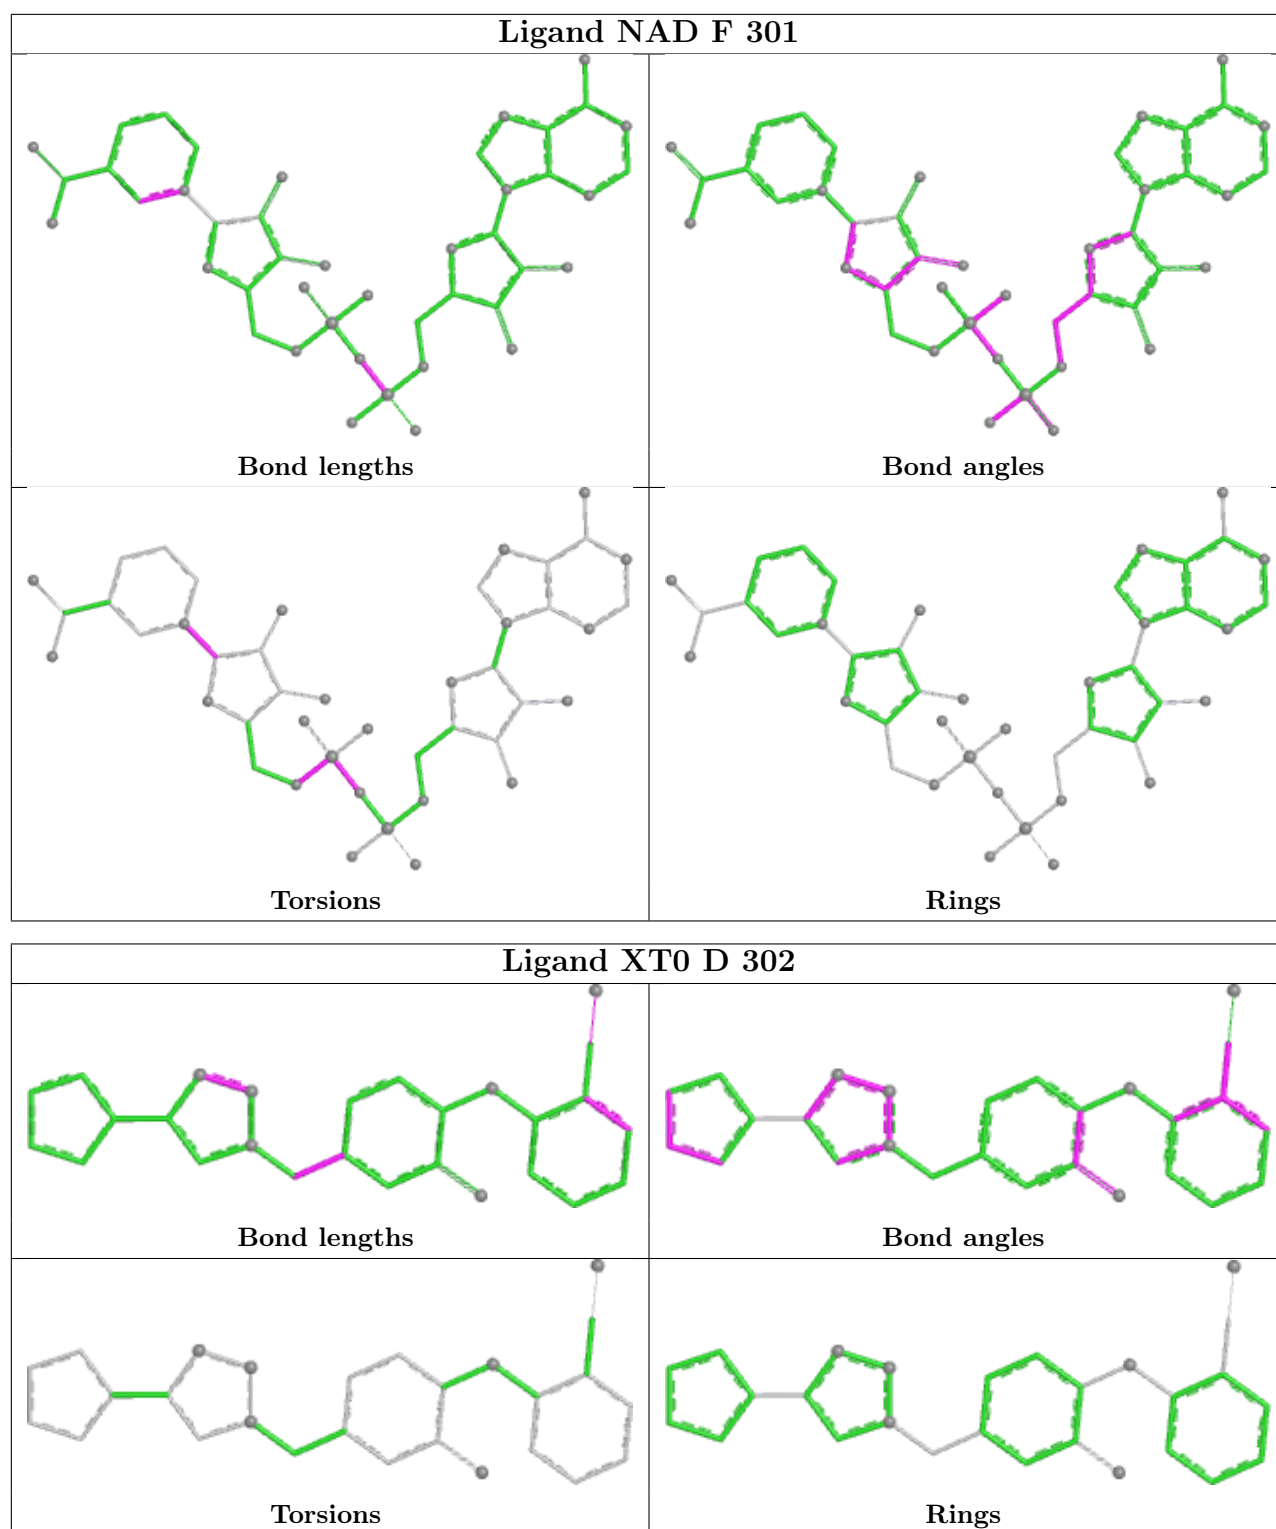 Ligand NAD F 301
Bond lengths
Bond angles
Torsions
Rings
Ligand XT0 D 302
Bond lengths
Bond angles
Torsions
Rings